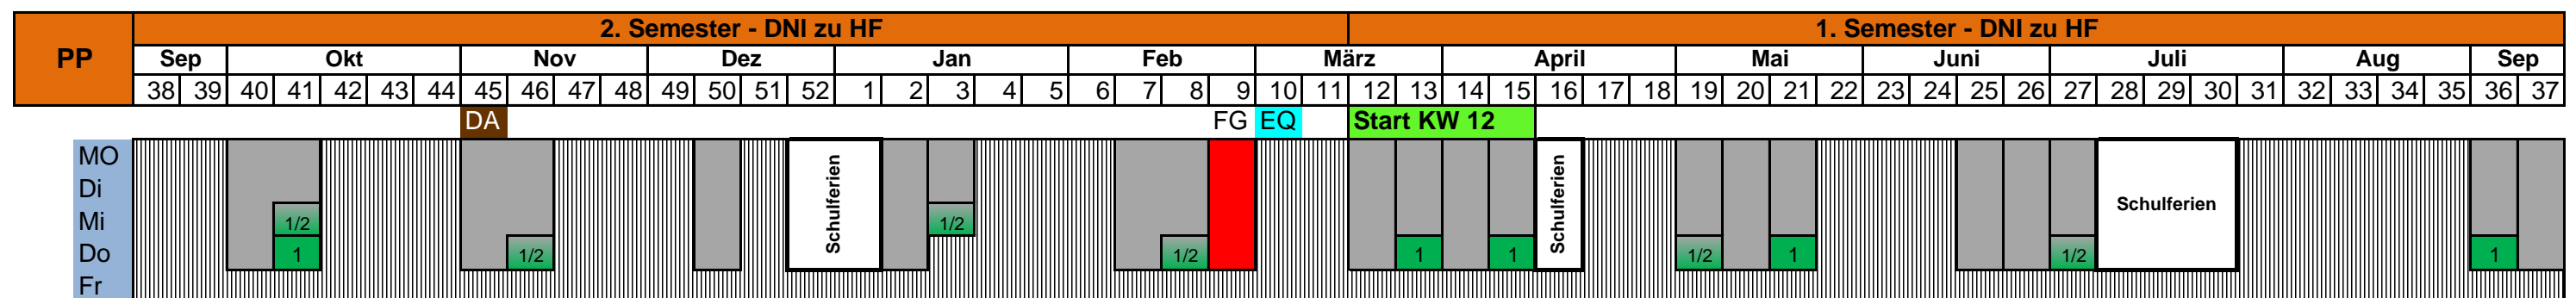 PP 2. Semester - DNI zu HF 1. Semester - DNI zu HF
Sep Okt Nov Dez Jan Feb März April Mai Juni Juli Aug Sep
38 39 40 41 42 43 44 45 46 47 48 49 50 51 52 1 2 3 4 5 6 7 8 9 10 11 12 13 14 15 16 17 18 19 20 21 22 23 24 25 26 27 28 29 30 31 32 33 34 35 36 37
DA FG EQ Start KW 12
MO
Di
Schulferien Schulferien Schulferien
Mi 1/2 1/2
Do 1 1/2 1/2 1 1 1/2 1 1/2 1
Fr